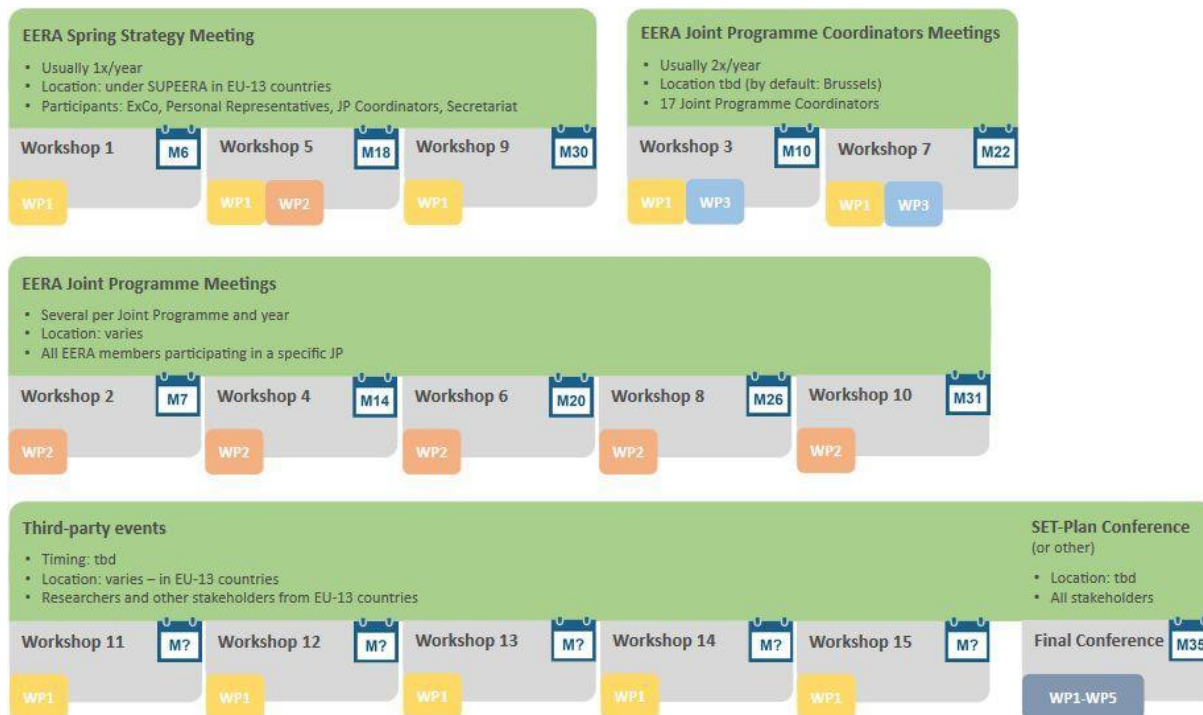 EERA Spring Strategy Meeting
• Usually 1x/year
• Location: under SUPEERA in EU-13 countries
• Participants: ExCo, Personal Representatives, JP Coordinators, Secretariat
Workshop 1
M6
WP1
Workshop 5
M18
WP1
WP2
Workshop 9
M30
WP1
EERA Joint Programme Coordinators Meetings
• Usually 2x/year
• Location tbd (by default: Brussels)
• 17 Joint Programme Coordinators
Workshop 3
M10
WP1
WP3
Workshop 7
M22
WP1
WP3
EERA Joint Programme Meetings
• Several per Joint Programme and year
• Location: varies
• All EERA members participating in a specific JP
Workshop 2
M7
WP2
Workshop 4
M14
WP2
Workshop 6
M20
WP2
Workshop 8
M26
WP2
Workshop 10
M31
WP2
Third-party events
• Timing: tbd
• Location: varies – in EU-13 countries
• Researchers and other stakeholders from EU-13 countries
Workshop 11
M?
WP1
Workshop 12
M?
WP1
Workshop 13
M?
WP1
Workshop 14
M?
WP1
Workshop 15
M?
WP1
SET-Plan Conference
(or other)
• Location: tbd
• All stakeholders
Final Conference
M35
WP1-WP5